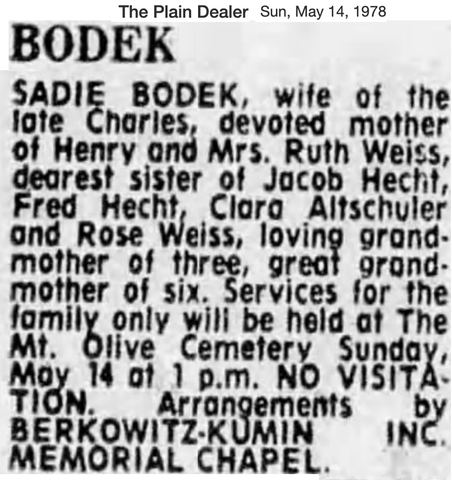 The Plain Dealer Sun, May 14, 1978
BODEK
SADIE BODEK, wife of the
late Charles, devoted mother
of Henry and Mrs. Ruth Weiss,
dearest sister of Jacob Hecht,
Fred Hecht, Clara Altschuler
and Rose Weiss, loving grand-
mother of three, great grand-
mother of six. Services for the
family only will be held at The
Mt. Olive Cemetery Sunday,
May 14 at 1 p.m. NO VISITA-
TION. Arrangements by
BERKOWITZ-KUMIN INC.
MEMORIAL CHAPEL.